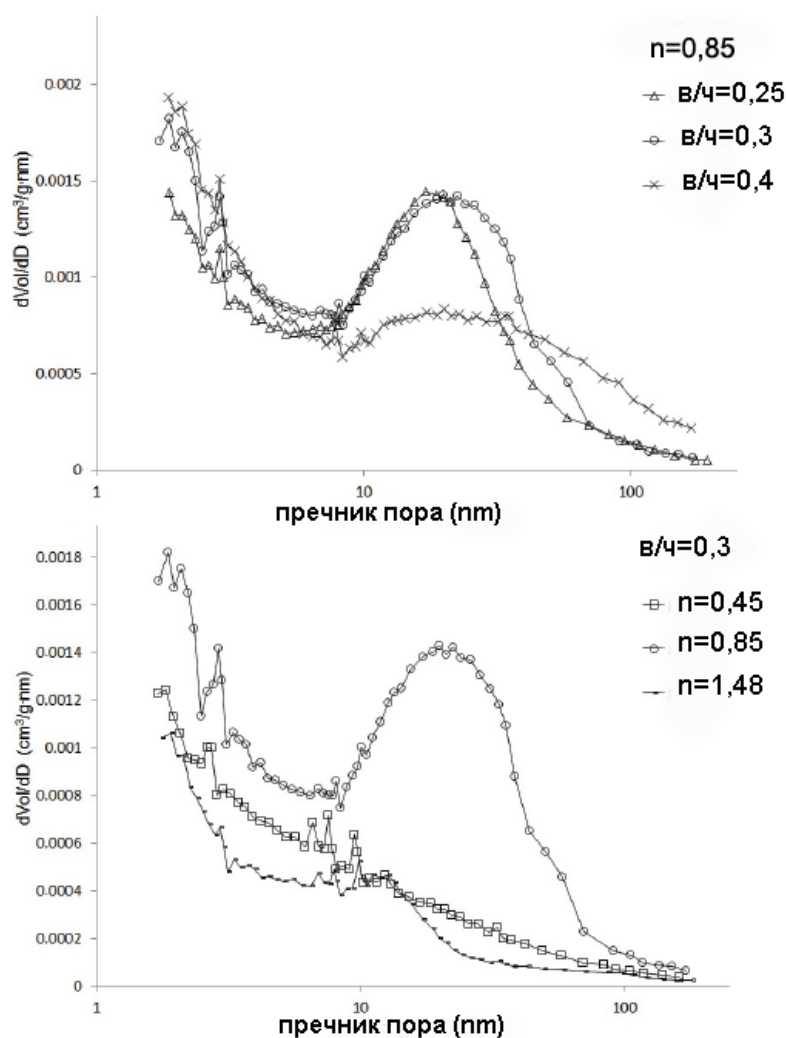 n=0,85
в/ч=0,25
в/ч=0,3
в/ч=0,4
dVol/dD (cm³/g·nm)
0.002
0.0015
0.001
0.0005
0
1 10 100
пречник пора (nm)
в/ч=0,3
n=0,45
n=0,85
n=1,48
dVol/dD (cm³/g·nm)
0.0018
0.0016
0.0014
0.0012
0.001
0.0008
0.0006
0.0004
0.0002
0
1 10 100
пречник пора (nm)